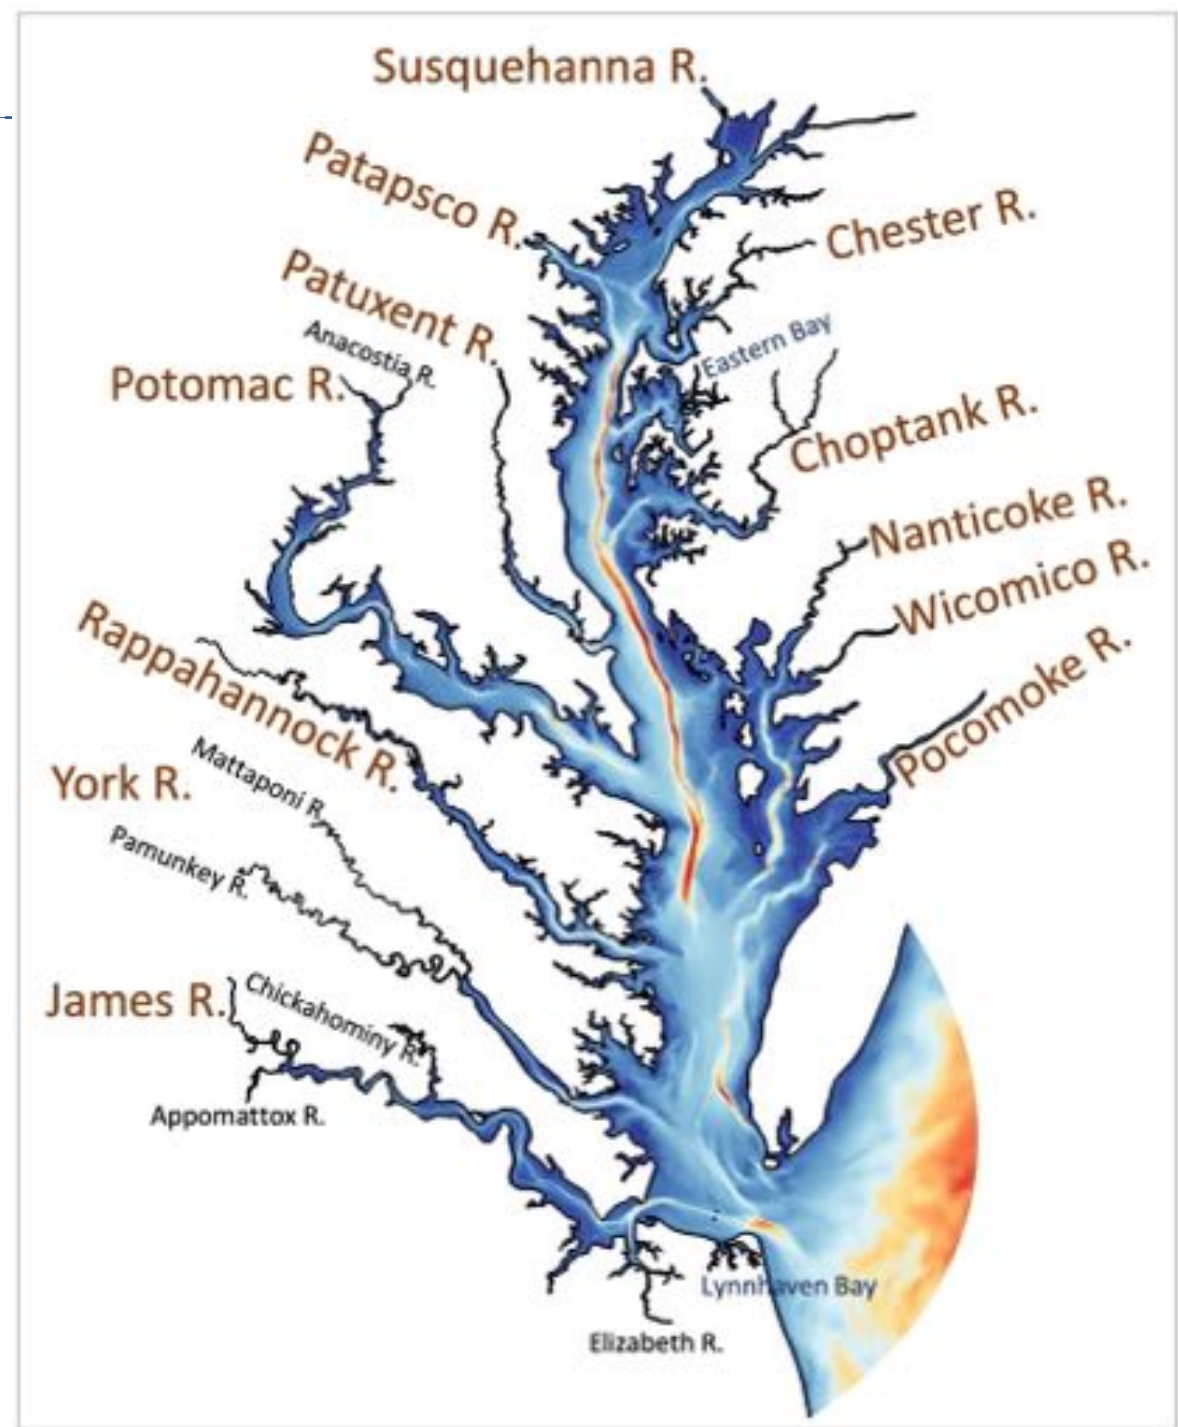 Susquehanna R.
Patapsco R.
Chester R.
Patuxent R.
Anacostia R.
Eastern Bay
Potomac R.
Choptank R.
Nanticoke R.
Wicomico R.
Rappahannock R.
Pocomoke R.
Mattaponi R.
York R.
Pamunkey R.
James R.
Chickahominy R.
Appomattox R.
Lynnhaven Bay
Elizabeth R.